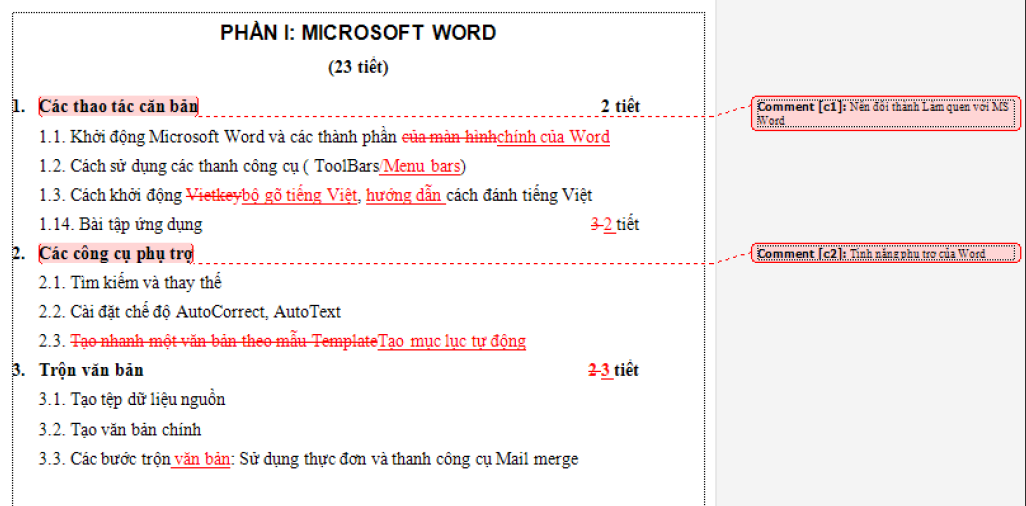 PHẦN I: MICROSOFT WORD
(23 tiết)
1. Các thao tác căn bản 2 tiết
Comment [c1]: Nên đổi thành Làm quen với MS
Word
1.1. Khởi động Microsoft Word và các thành phần của màn hìnhchính của Word
1.2. Cách sử dụng các thanh công cụ ( ToolBars/Menu bars)
1.3. Cách khởi động Vietkeybộ gõ tiếng Việt, hướng dẫn cách đánh tiếng Việt
1.14. Bài tập ứng dụng 3 2 tiết
2. Các công cụ phụ trợ
Comment [c2]: Tính năng phụ trợ của Word
2.1. Tìm kiếm và thay thế
2.2. Cài đặt chế độ AutoCorrect, AutoText
2.3. Tạo nhanh một văn bản theo mẫu TemplateTạo mục lục tự động
3. Trộn văn bản 2 3 tiết
3.1. Tạo tệp dữ liệu nguồn
3.2. Tạo văn bản chính
3.3. Các bước trộn văn bản: Sử dụng thực đơn và thanh công cụ Mail merge